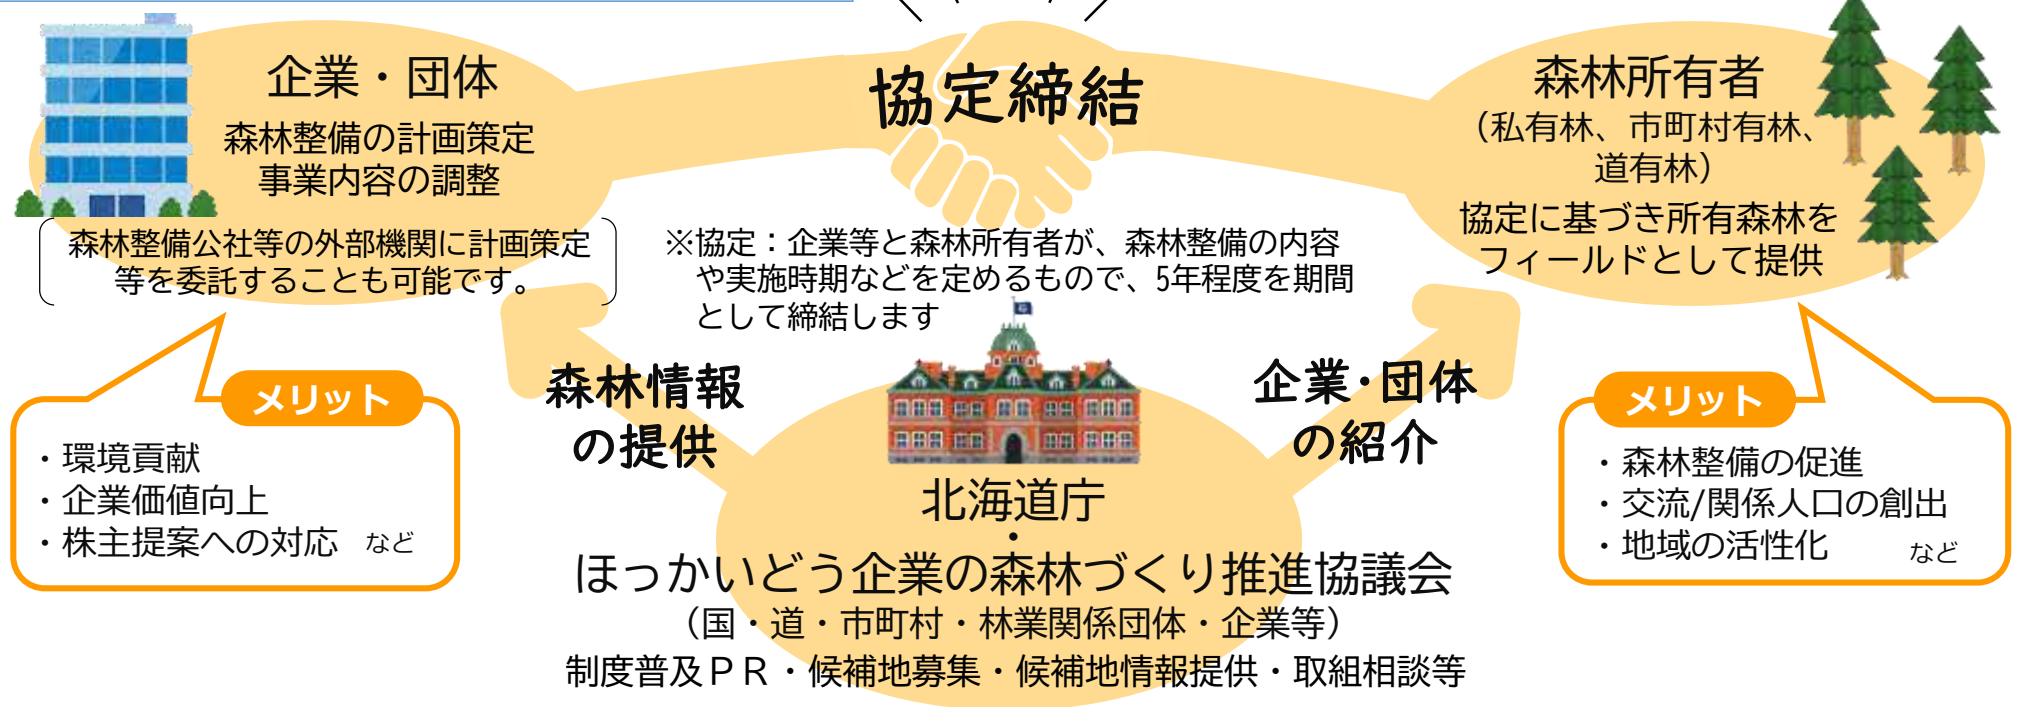 企業・団体
森林整備の計画策定
事業内容の調整
森林整備公社等の外部機関に計画策定
等を委託することも可能です。
協定締結
※協定：企業等と森林所有者が、森林整備の内容
や実施時期などを定めるもので、5年程度を期間
として締結します
森林所有者
（私有林、市町村有林、
道有林）
協定に基づき所有森林を
フィールドとして提供
メリット
・環境貢献
・企業価値向上
・株主提案への対応 など
森林情報
の提供
企業・団体
の紹介
メリット
・森林整備の促進
・交流/関係人口の創出
・地域の活性化 など
北海道庁
・
ほっかいどう企業の森林づくり推進協議会
（国・道・市町村・林業関係団体・企業等）
制度普及ＰＲ・候補地募集・候補地情報提供・取組相談等